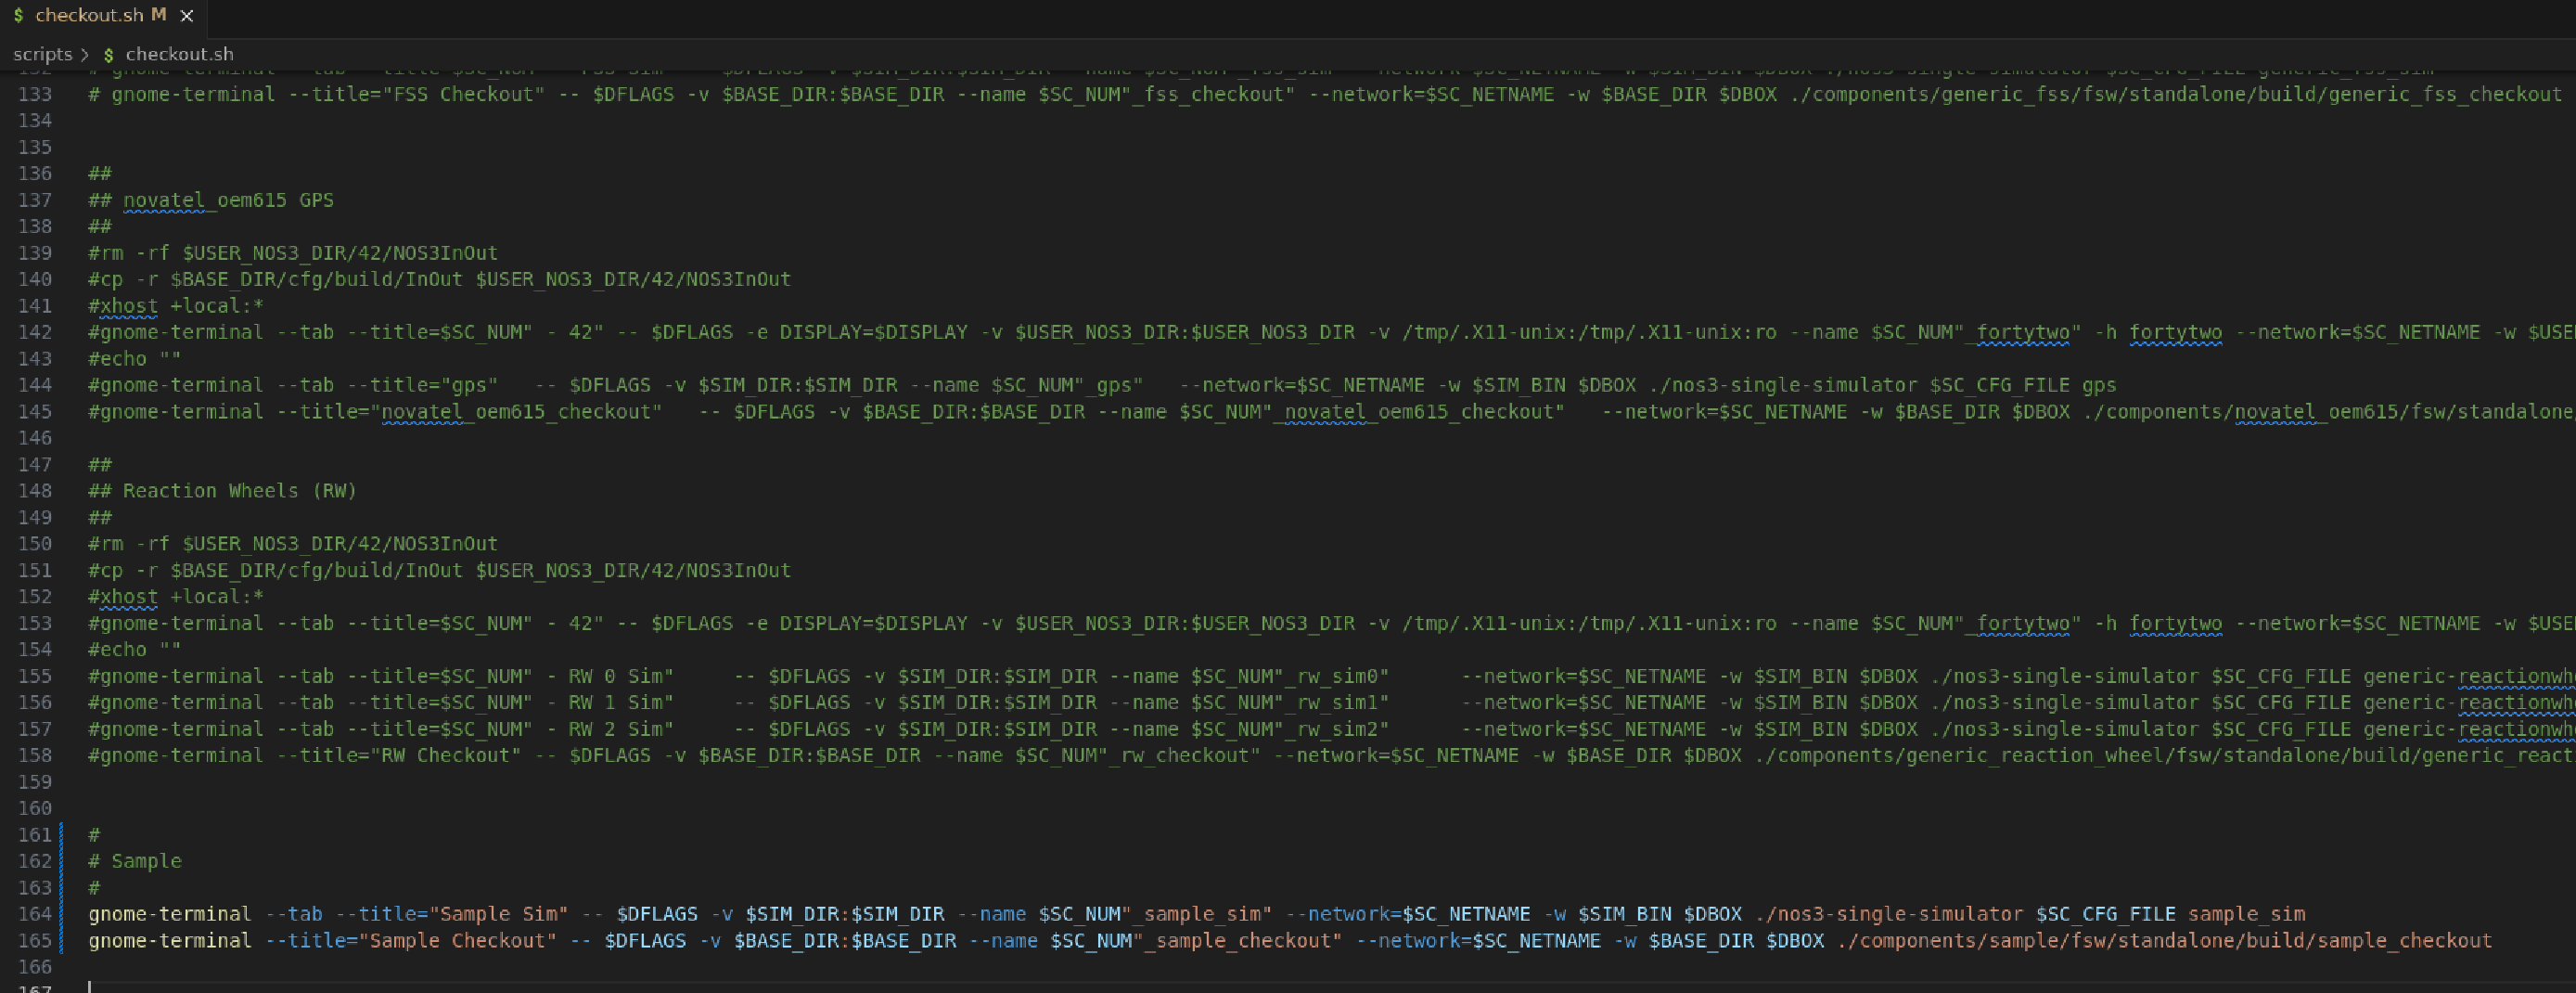 $ checkout.sh M ×
scripts > $ checkout.sh
133 # gnome-terminal --title="FSS Checkout" -- $DFLAGS -v $BASE_DIR:$BASE_DIR --name $SC_NUM"_fss_checkout" --network=$SC_NETNAME -w $BASE_DIR $DBOX ./components/generic_fss/fsw/standalone/build/generic_fss_checkout
134
135
136 ##
137 ## novatel_oem615 GPS
138 ##
139 #rm -rf $USER_NOS3_DIR/42/NOS3InOut
140 #cp -r $BASE_DIR/cfg/build/InOut $USER_NOS3_DIR/42/NOS3InOut
141 #xhost +local:*
142 #gnome-terminal --tab --title=$SC_NUM" - 42" -- $DFLAGS -e DISPLAY=$DISPLAY -v $USER_NOS3_DIR:$USER_NOS3_DIR -v /tmp/.X11-unix:/tmp/.X11-unix:ro --name $SC_NUM"_fortytwo" -h fortytwo --network=$SC_NETNAME -w $USE
143 #echo ""
144 #gnome-terminal --tab --title="gps"   -- $DFLAGS -v $SIM_DIR:$SIM_DIR --name $SC_NUM"_gps"   --network=$SC_NETNAME -w $SIM_BIN $DBOX ./nos3-single-simulator $SC_CFG_FILE gps
145 #gnome-terminal --title="novatel_oem615_checkout"   -- $DFLAGS -v $BASE_DIR:$BASE_DIR --name $SC_NUM"_novatel_oem615_checkout"   --network=$SC_NETNAME -w $BASE_DIR $DBOX ./components/novatel_oem615/fsw/standalone
146
147 ##
148 ## Reaction Wheels (RW)
149 ##
150 #rm -rf $USER_NOS3_DIR/42/NOS3InOut
151 #cp -r $BASE_DIR/cfg/build/InOut $USER_NOS3_DIR/42/NOS3InOut
152 #xhost +local:*
153 #gnome-terminal --tab --title=$SC_NUM" - 42" -- $DFLAGS -e DISPLAY=$DISPLAY -v $USER_NOS3_DIR:$USER_NOS3_DIR -v /tmp/.X11-unix:/tmp/.X11-unix:ro --name $SC_NUM"_fortytwo" -h fortytwo --network=$SC_NETNAME -w $USE
154 #echo ""
155 #gnome-terminal --tab --title=$SC_NUM" - RW 0 Sim"     -- $DFLAGS -v $SIM_DIR:$SIM_DIR --name $SC_NUM"_rw_sim0"      --network=$SC_NETNAME -w $SIM_BIN $DBOX ./nos3-single-simulator $SC_CFG_FILE generic-reactionwhe
156 #gnome-terminal --tab --title=$SC_NUM" - RW 1 Sim"     -- $DFLAGS -v $SIM_DIR:$SIM_DIR --name $SC_NUM"_rw_sim1"      --network=$SC_NETNAME -w $SIM_BIN $DBOX ./nos3-single-simulator $SC_CFG_FILE generic-reactionwhe
157 #gnome-terminal --tab --title=$SC_NUM" - RW 2 Sim"     -- $DFLAGS -v $SIM_DIR:$SIM_DIR --name $SC_NUM"_rw_sim2"      --network=$SC_NETNAME -w $SIM_BIN $DBOX ./nos3-single-simulator $SC_CFG_FILE generic-reactionwhe
158 #gnome-terminal --title="RW Checkout" -- $DFLAGS -v $BASE_DIR:$BASE_DIR --name $SC_NUM"_rw_checkout" --network=$SC_NETNAME -w $BASE_DIR $DBOX ./components/generic_reaction_wheel/fsw/standalone/build/generic_react
159
160
161 #
162 # Sample
163 #
164 gnome-terminal --tab --title="Sample Sim" -- $DFLAGS -v $SIM_DIR:$SIM_DIR --name $SC_NUM"_sample_sim" --network=$SC_NETNAME -w $SIM_BIN $DBOX ./nos3-single-simulator $SC_CFG_FILE sample_sim
165 gnome-terminal --title="Sample Checkout" -- $DFLAGS -v $BASE_DIR:$BASE_DIR --name $SC_NUM"_sample_checkout" --network=$SC_NETNAME -w $BASE_DIR $DBOX ./components/sample/fsw/standalone/build/sample_checkout
166
167